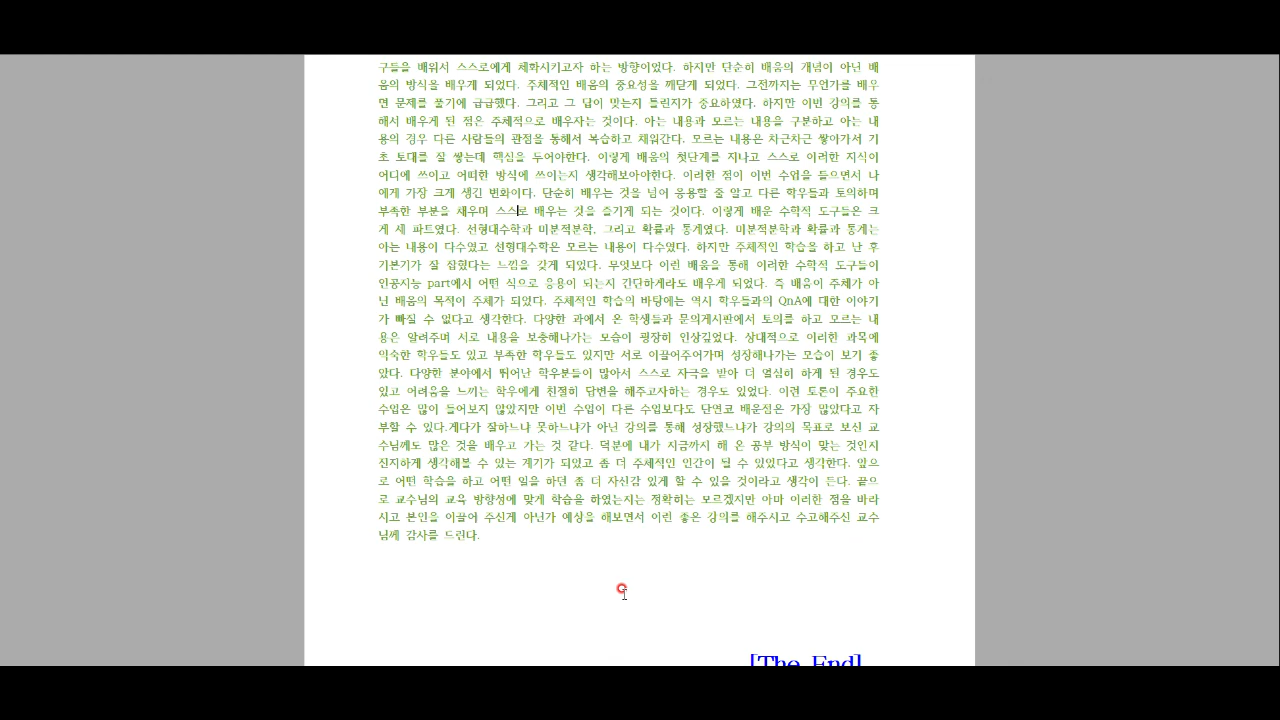 구들을 배워서 스스로에게 체화시키고자 하는 방향이었다. 하지만 단순히 배움의 개념이 아닌 배
움의 방식을 배우게 되었다. 주체적인 배움의 중요성을 깨닫게 되었다. 그전까지는 무언가를 배우
면 문제를 풀기에 급급했다. 그리고 그 답이 맞는지 틀린지가 중요하였다. 하지만 이번 강의를 통
해서 배우게 된 점은 주체적으로 배우자는 것이다. 아는 내용과 모르는 내용을 구분하고 아는 내
용의 경우 다른 사람들의 관점을 통해서 복습하고 채워간다. 모르는 내용은 차근차근 쌓아가서 기
초 토대를 잘 쌓는데 핵심을 두어야한다. 이렇게 배움의 첫단계를 지나고 스스로 이러한 지식이
어디에 쓰이고 어떠한 방식에 쓰이는지 생각해보아야한다. 이러한 점이 이번 수업을 들으면서 나
에게 가장 크게 생긴 변화이다. 단순히 배우는 것을 넘어 응용할 줄 알고 다른 학우들과 토의하며
부족한 부분을 채우며 스스로 배우는 것을 즐기게 되는 것이다. 이렇게 배운 수학적 도구들은 크
게 세 파트였다. 선형대수학과 미분적분학, 그리고 확률과 통계였다. 미분적분학과 확률과 통계는
아는 내용이 다수였고 선형대수학은 모르는 내용이 다수였다. 하지만 주체적인 학습을 하고 난 후
기본기가 잘 잡혔다는 느낌을 갖게 되었다. 무엇보다 이런 배움을 통해 이러한 수학적 도구들이
인공지능 part에서 어떤 식으로 응용이 되는지 간단하게라도 배우게 되었다. 즉 배움이 주체가 아
닌 배움의 목적이 주체가 되었다. 주체적인 학습의 바탕에는 역시 학우들과의 QnA에 대한 이야기
가 빠질 수 없다고 생각한다. 다양한 과에서 온 학생들과 문의게시판에서 토의를 하고 모르는 내
용은 알려주며 서로 내용을 보충해나가는 모습이 굉장히 인상깊었다. 상대적으로 이러한 과목에
익숙한 학우들도 있고 부족한 학우들도 있지만 서로 이끌어주어가며 성장해나가는 모습이 보기 좋
았다. 다양한 분야에서 뛰어난 학우분들이 많아서 스스로 자극을 받아 더 열심히 하게 된 경우도
있고 어려움을 느끼는 학우에게 친절히 답변을 해주고자하는 경우도 있었다. 이런 토론이 주요한
수업은 많이 들어보지 않았지만 이번 수업이 다른 수업보다도 단연코 배운점은 가장 많았다고 자
부할 수 있다.게다가 잘하느냐 못하느냐가 아닌 강의를 통해 성장했느냐가 강의의 목표로 보신 교
수님께도 많은 것을 배우고 가는 것 같다. 덕분에 내가 지금까지 해 온 공부 방식이 맞는 것인지
진지하게 생각해볼 수 있는 계기가 되었고 좀 더 주체적인 인간이 될 수 있었다고 생각한다. 앞으
로 어떤 학습을 하고 어떤 일을 하던 좀 더 자신감 있게 할 수 있을 것이라고 생각이 든다. 끝으
로 교수님의 교육 방향성에 맞게 학습을 하였는지는 정확히는 모르겠지만 아마 이러한 점을 바라
시고 본인을 이끌어 주신게 아닌가 예상을 해보면서 이런 좋은 강의를 해주시고 수고해주신 교수
님께 감사를 드린다.
[The End]